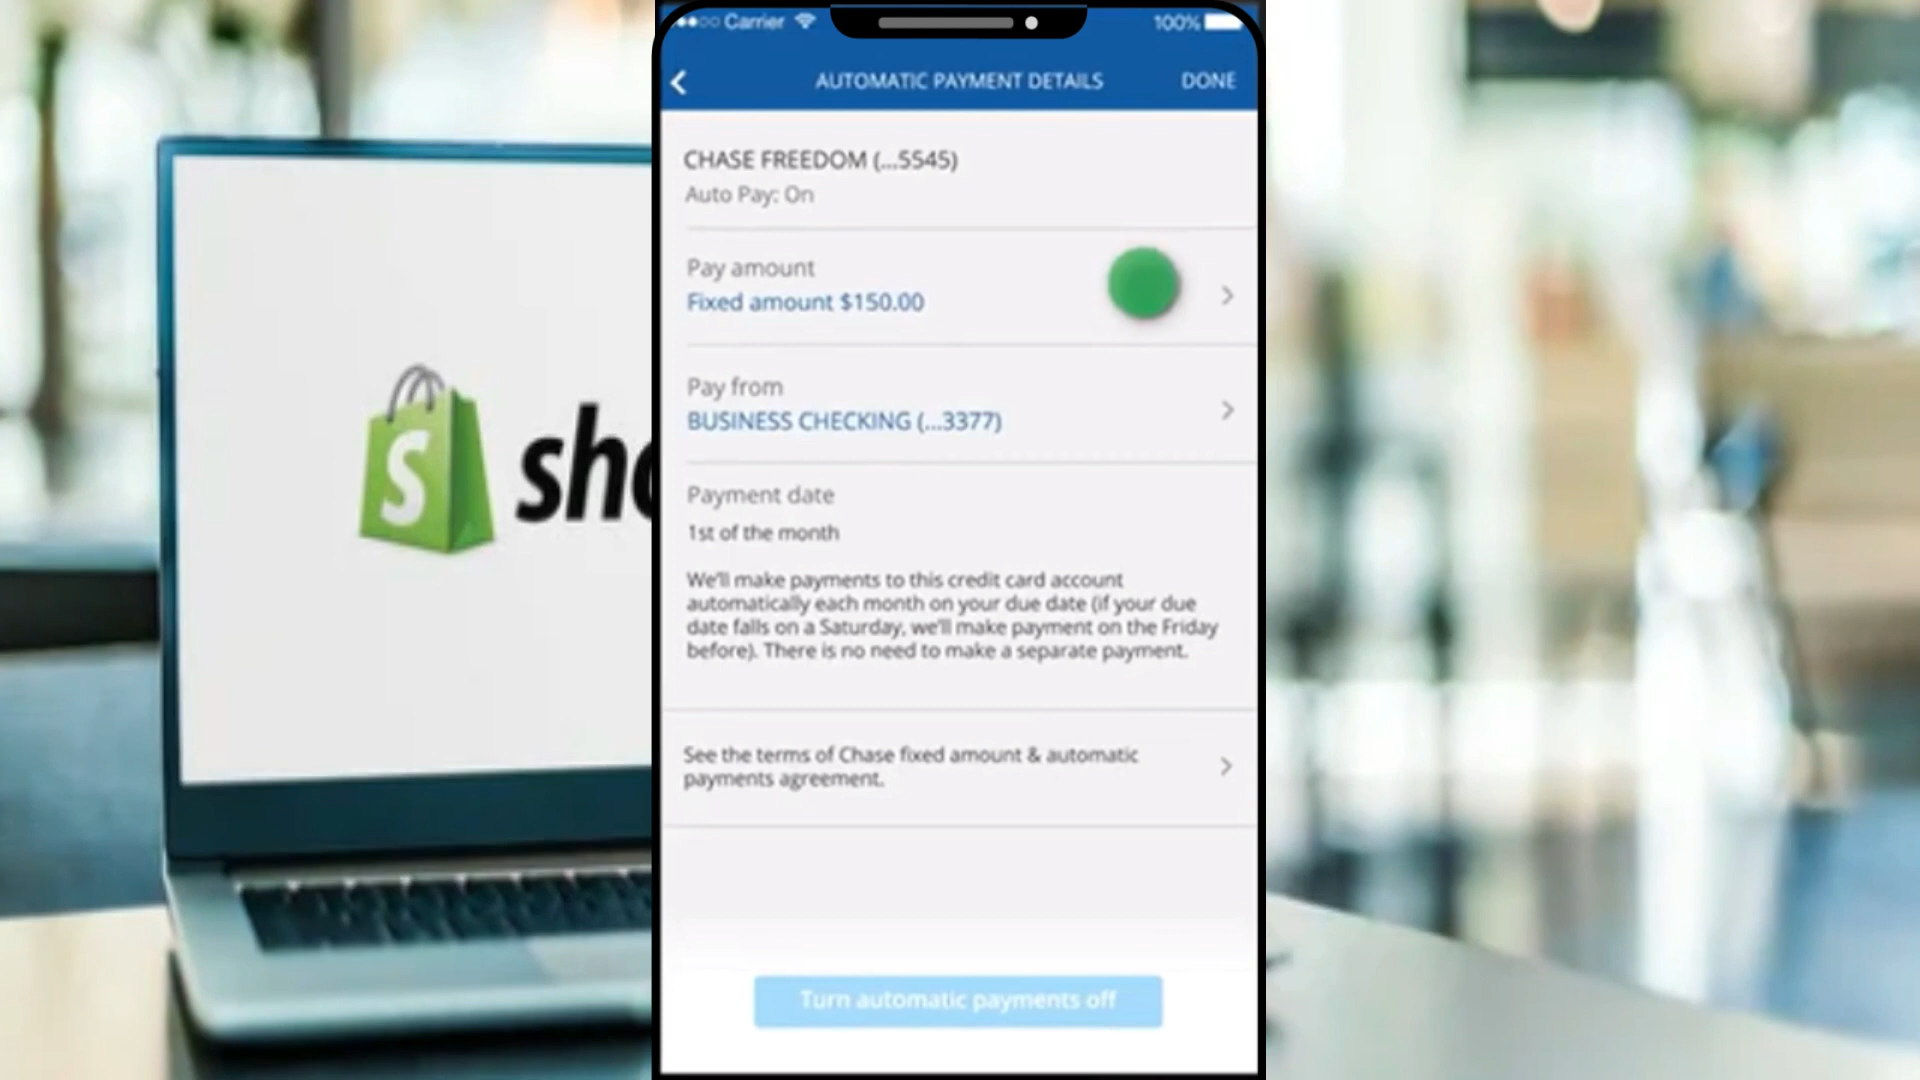 Carrier
100%
AUTOMATIC PAYMENT DETAILS
DONE
CHASE FREEDOM (...5545)
Auto Pay: On
Pay amount
Fixed amount $150.00
Pay from
BUSINESS CHECKING (...3377)
Payment date
1st of the month
We'll make payments to this credit card account
automatically each month on your due date (if your due
date falls on a Saturday, we'll make payment on the Friday
before). There is no need to make a separate payment.
See the terms of Chase fixed amount & automatic
payments agreement.
Turn automatic payments off
S
sho